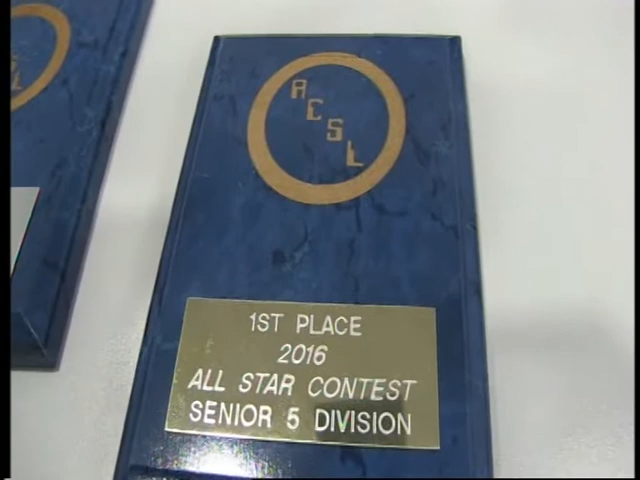 ACSL
1ST PLACE
2016
ALL STAR CONTEST
SENIOR 5 DIVISION